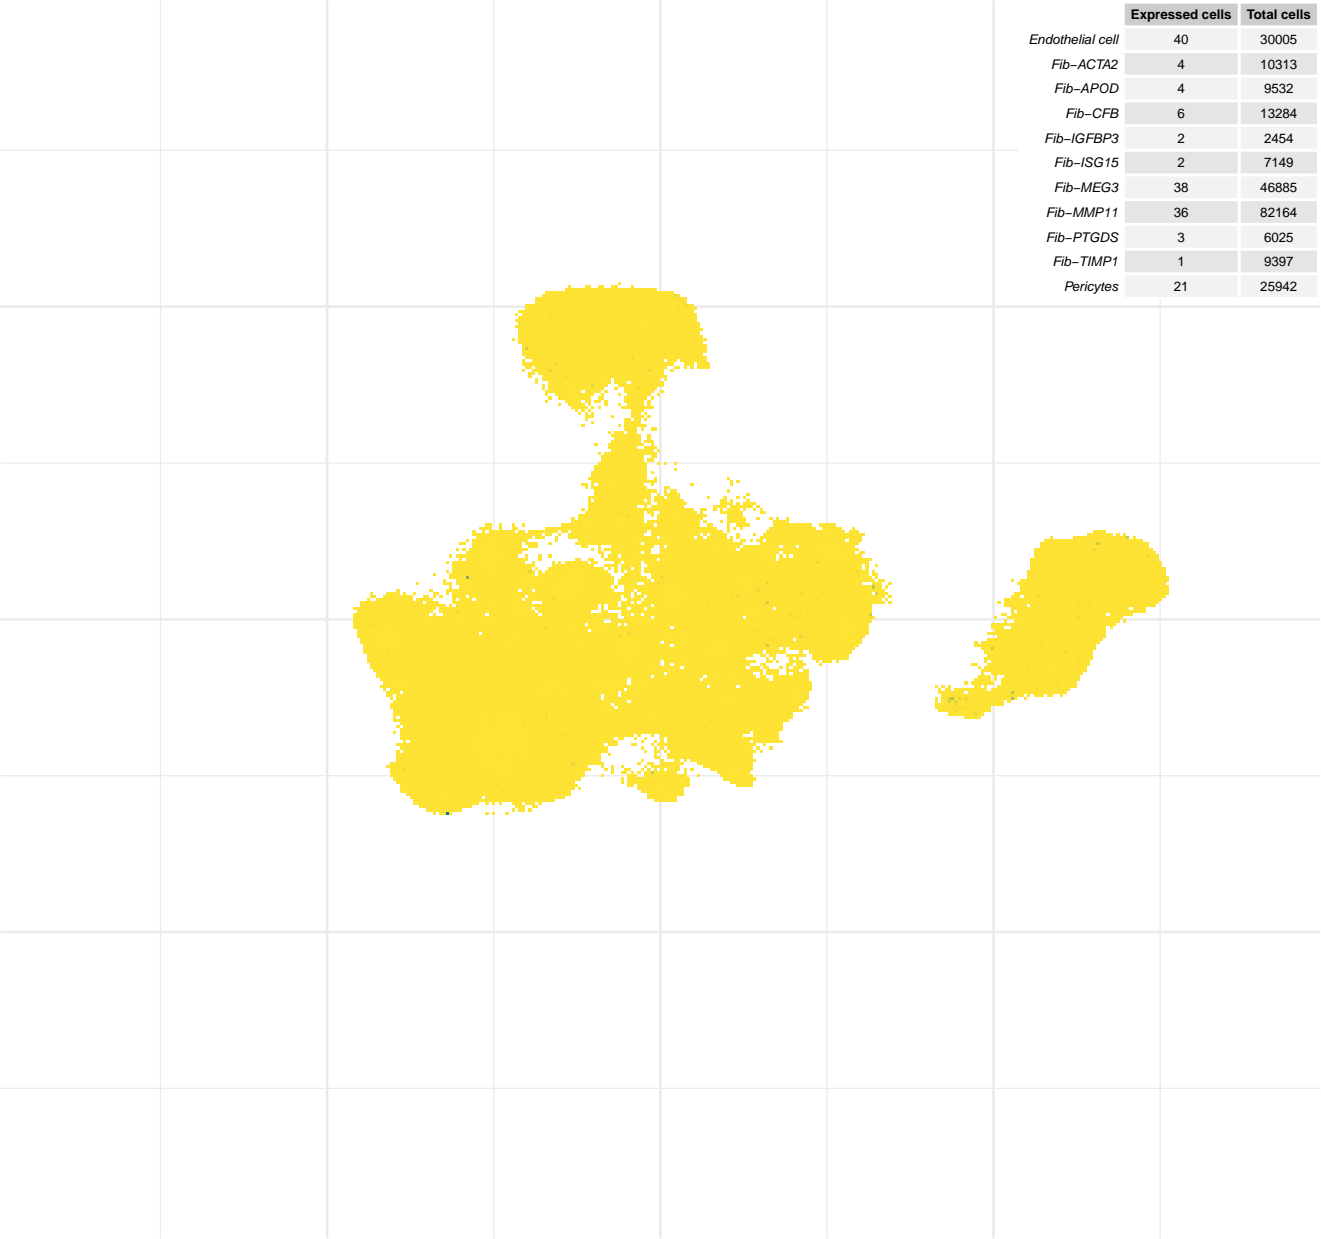 Expressed cells Total cells
Endothelial cell 40 30005
Fib−ACTA2 4 10313
Fib−APOD 4 9532
Fib−CFB 6 13284
Fib−IGFBP3 2 2454
Fib−ISG15 2 7149
Fib−MEG3 38 46885
Fib−MMP11 36 82164
Fib−PTGDS 3 6025
Fib−TIMP1 1 9397
Pericytes 21 25942